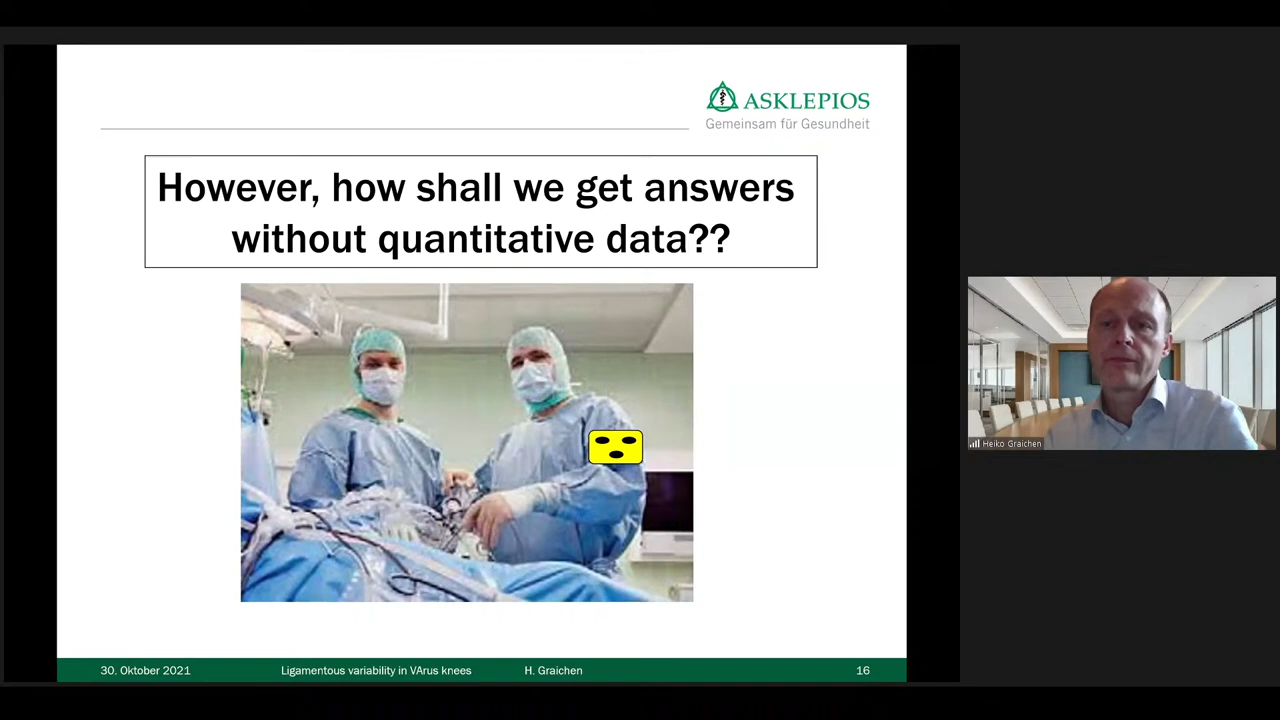 ASKLEPIOS
Gemeinsam für Gesundheit
However, how shall we get answers
without quantitative data??
Heiko Graichen
30. Oktober 2021 Ligamentous variability in VArus knees H. Graichen 16